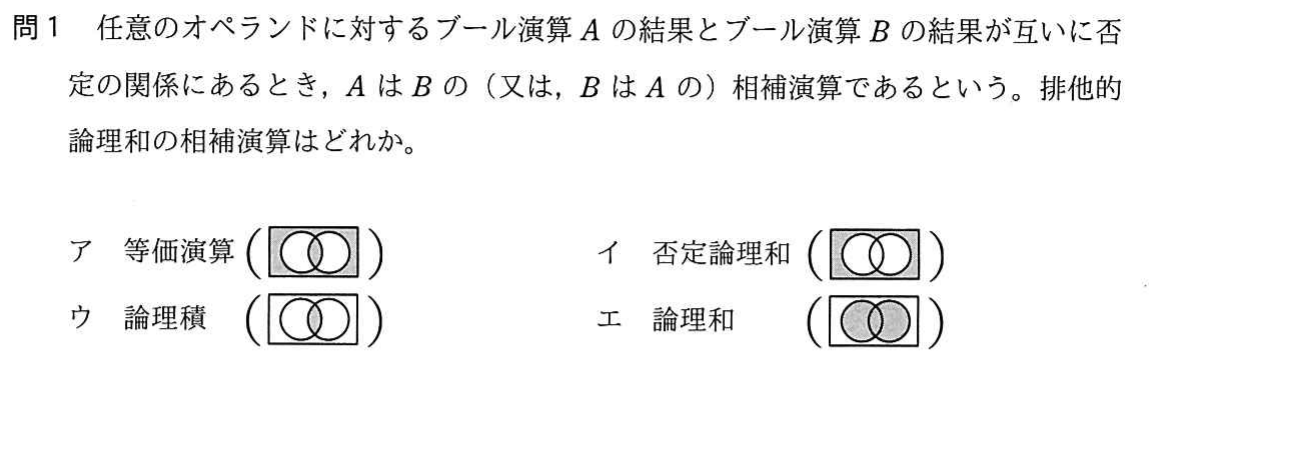 問1 任意のオペランドに対するブール演算 A の結果とブール演算 B の結果が互いに否
定の関係にあるとき，A は B の（又は，B は A の）相補演算であるという。排他的
論理和の相補演算はどれか。
ア 等価演算 ( ) イ 否定論理和 ( )
ウ 論理積 ( ) エ 論理和 ( )